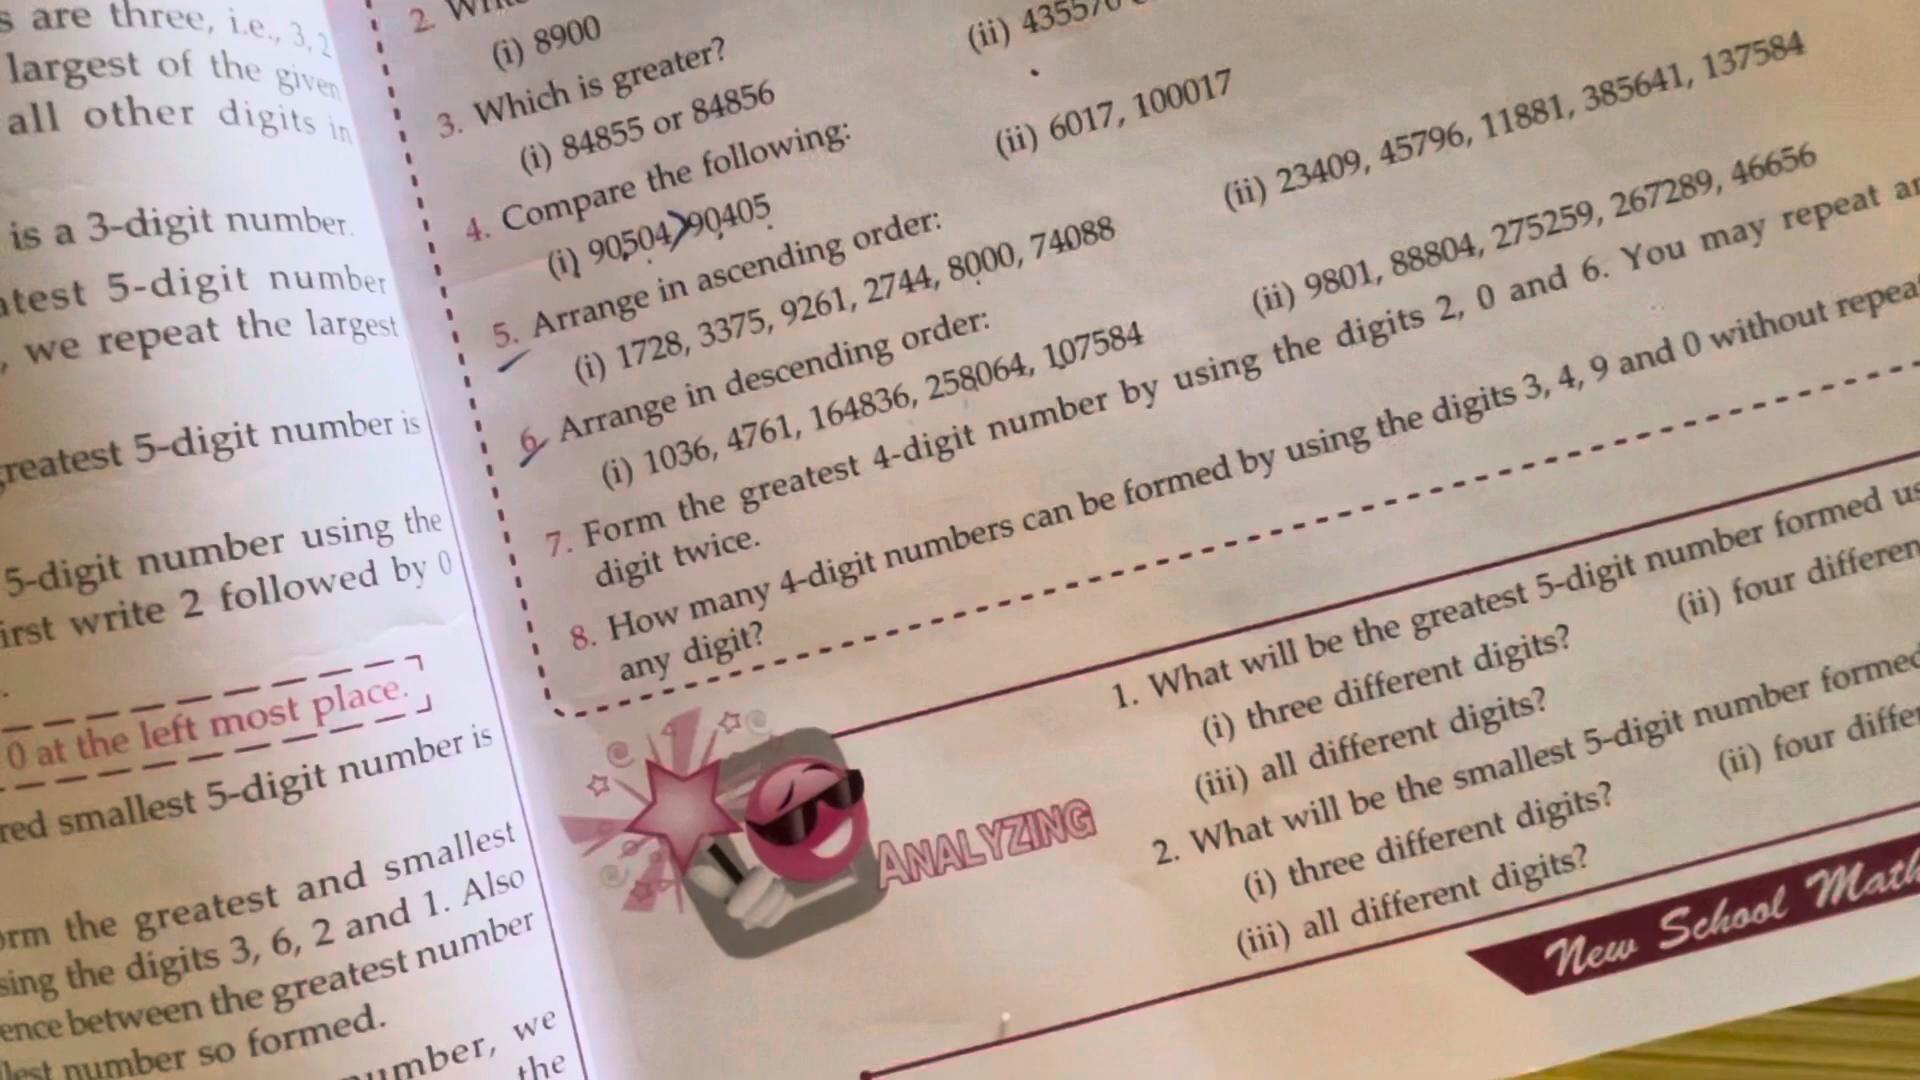 s are three, i.e., 3, 2
largest of the given
all other digits in
is a 3-digit number.
test 5-digit number
, we repeat the largest
greatest 5-digit number is
5-digit number using the
irst write 2 followed by 0
0 at the left most place.
red smallest 5-digit number is
orm the greatest and smallest
sing the digits 3, 6, 2 and 1. Also
ence between the greatest number
llest number so formed.
number, we
the
2.
(i) 8900
(ii)
3. Which is greater?
(i) 84855 or 84856
(ii) 6017, 100017
4. Compare the following:
(i) 90504>90405
5. Arrange in ascending order:
(i) 1728, 3375, 9261, 2744, 8000, 74088
(ii) 23409, 45796, 11881, 385641, 137584
6. Arrange in descending order:
(i) 1036, 4761, 164836, 258064, 107584
(ii) 9801, 88804, 275259, 267289, 46656
7. Form the greatest 4-digit number by using the digits 2, 0 and 6. You may repeat
digit twice.
8. How many 4-digit numbers can be formed by using the digits 3, 4, 9 and 0 without
any digit?
ANALYZING
1. What will be the greatest 5-digit number formed
(i) three different digits?
(ii) four differen
(iii) all different digits?
2. What will be the smallest 5-digit number formed
(i) three different digits?
(ii) four differ
(iii) all different digits?
New School Math